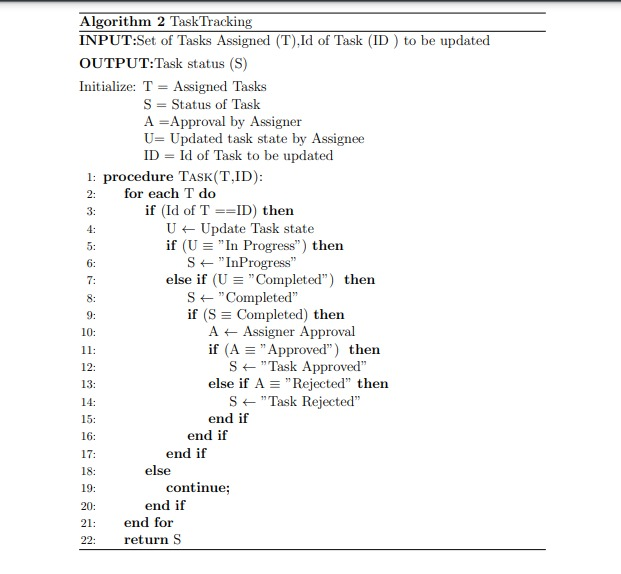 Algorithm 2 TaskTracking
INPUT:Set of Tasks Assigned (T),Id of Task (ID ) to be updated
OUTPUT:Task status (S)
Initialize: T = Assigned Tasks
S = Status of Task
A =Approval by Assigner
U= Updated task state by Assignee
ID = Id of Task to be updated
1: procedure TASK(T,ID):
2: for each T do
3: if (Id of T ==ID) then
4: U ← Update Task state
5: if (U ≡ ”In Progress”) then
6: S ← ”InProgress”
7: else if (U ≡ ”Completed”) then
8: S ← ”Completed”
9: if (S ≡ Completed) then
10: A ← Assigner Approval
11: if (A ≡ ”Approved”) then
12: S ← ”Task Approved”
13: else if A ≡ ”Rejected” then
14: S ← ”Task Rejected”
15: end if
16: end if
17: end if
18: else
19: continue;
20: end if
21: end for
22: return S